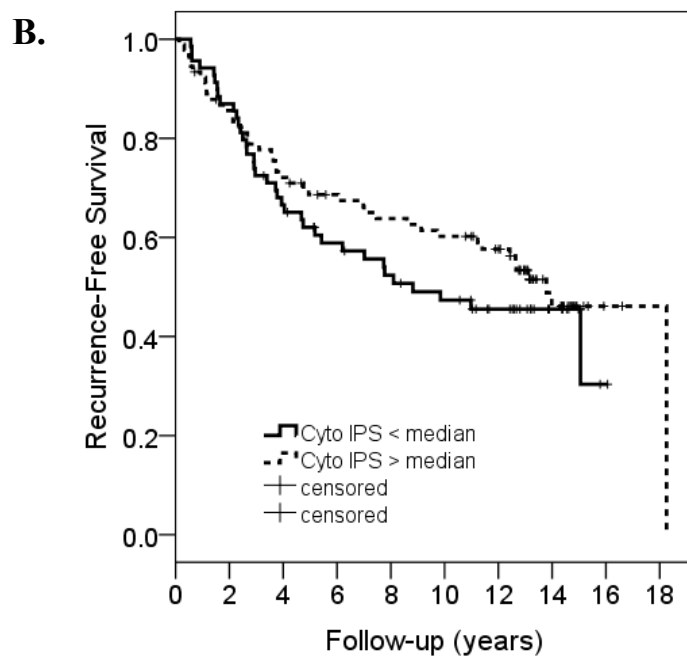 B.
1.0
0.8
0.6
0.4
0.2
0.0
Recurrence-Free Survival
Cyto IPS < median
Cyto IPS > median
censored
censored
0 2 4 6 8 10 12 14 16 18
Follow-up (years)